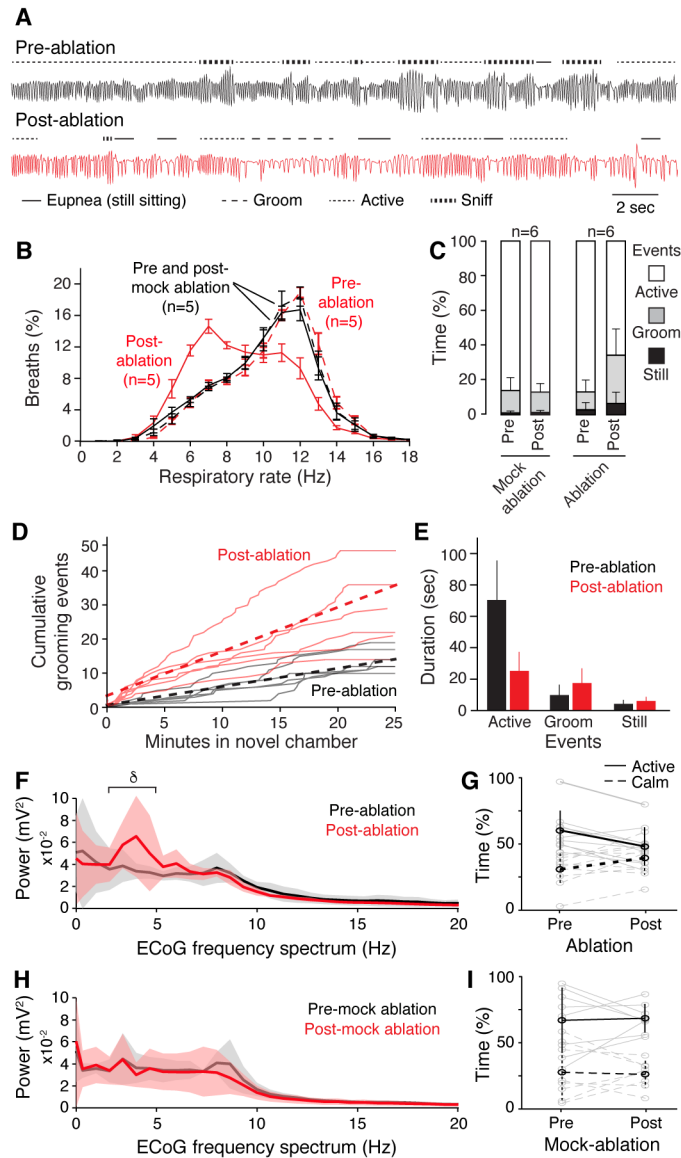 A
Pre-ablation
Post-ablation
Eupnea (still sitting) Groom Active Sniff
2 sec
B
Breaths (%)
20
16
12
8
4
0
0 2 4 6 8 10 12 14 16 18
Respiratory rate (Hz)
Pre and post-
mock ablation
(n=5)
Pre-
ablation
(n=5)
Post-
ablation
(n=5)
C
Time (%)
100
80
60
40
20
0
n=6 n=6
Events
Active
Groom
Still
Pre Post Pre Post
Mock
ablation
Ablation
D
Cumulative
grooming events
50
40
30
20
10
0
0 5 10 15 20 25
Minutes in novel chamber
Post-ablation
Pre-ablation
E
Duration (sec)
100
80
60
40
20
0
Pre-ablation
Post-ablation
Active Groom Still
Events
F
δ
Power (mV²)
x10⁻²
10
8
6
4
2
0
0 5 10 15 20
ECoG frequency spectrum (Hz)
Pre-ablation
Post-ablation
G
Active
Calm
Time (%)
100
50
0
Pre Post
Ablation
H
Power (mV²)
x10⁻²
10
8
6
4
2
0
0 5 10 15 20
ECoG frequency spectrum (Hz)
Pre-mock ablation
Post-mock ablation
I
Time (%)
100
50
0
Pre Post
Mock-ablation